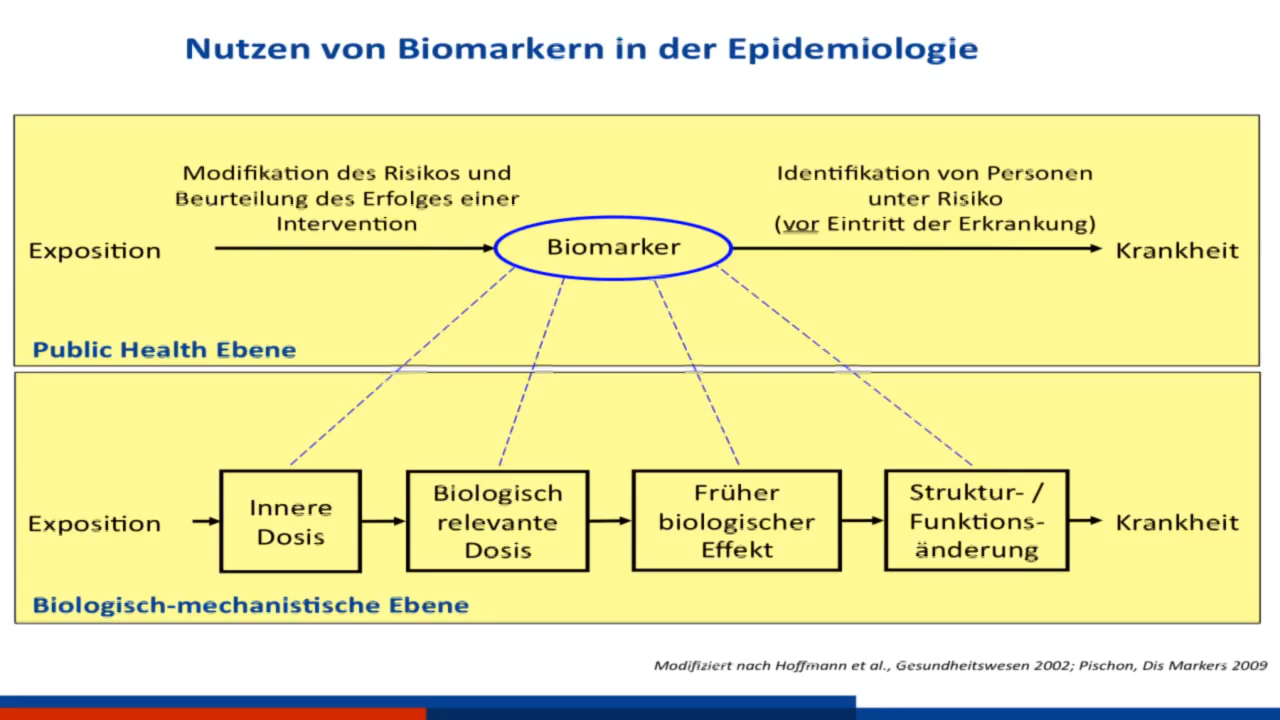 Nutzen von Biomarkern in der Epidemiologie
Modifikation des Risikos und
Beurteilung des Erfolges einer
Intervention
Identifikation von Personen
unter Risiko
(vor Eintritt der Erkrankung)
Exposition
Biomarker
Krankheit
Public Health Ebene
Exposition
Innere
Dosis
Biologisch
relevante
Dosis
Früher
biologischer
Effekt
Struktur- /
Funktions-
änderung
Krankheit
Biologisch-mechanistische Ebene
Modifiziert nach Hoffmann et al., Gesundheitswesen 2002; Pischon, Dis Markers 2009